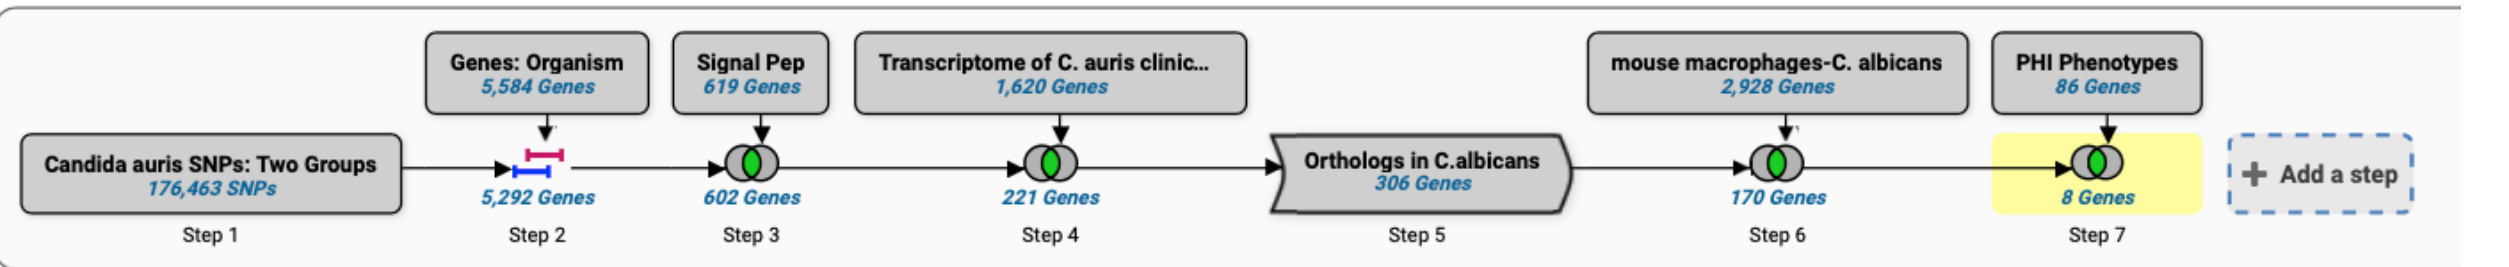 Genes: Organism
5,584 Genes
Signal Pep
619 Genes
Transcriptome of C. auris clinic...
1,620 Genes
mouse macrophages-C. albicans
2,928 Genes
PHI Phenotypes
86 Genes
Candida auris SNPs: Two Groups
176,463 SNPs
5,292 Genes
602 Genes
221 Genes
Orthologs in C.albicans
306 Genes
170 Genes
8 Genes
+ Add a step
Step 1
Step 2
Step 3
Step 4
Step 5
Step 6
Step 7